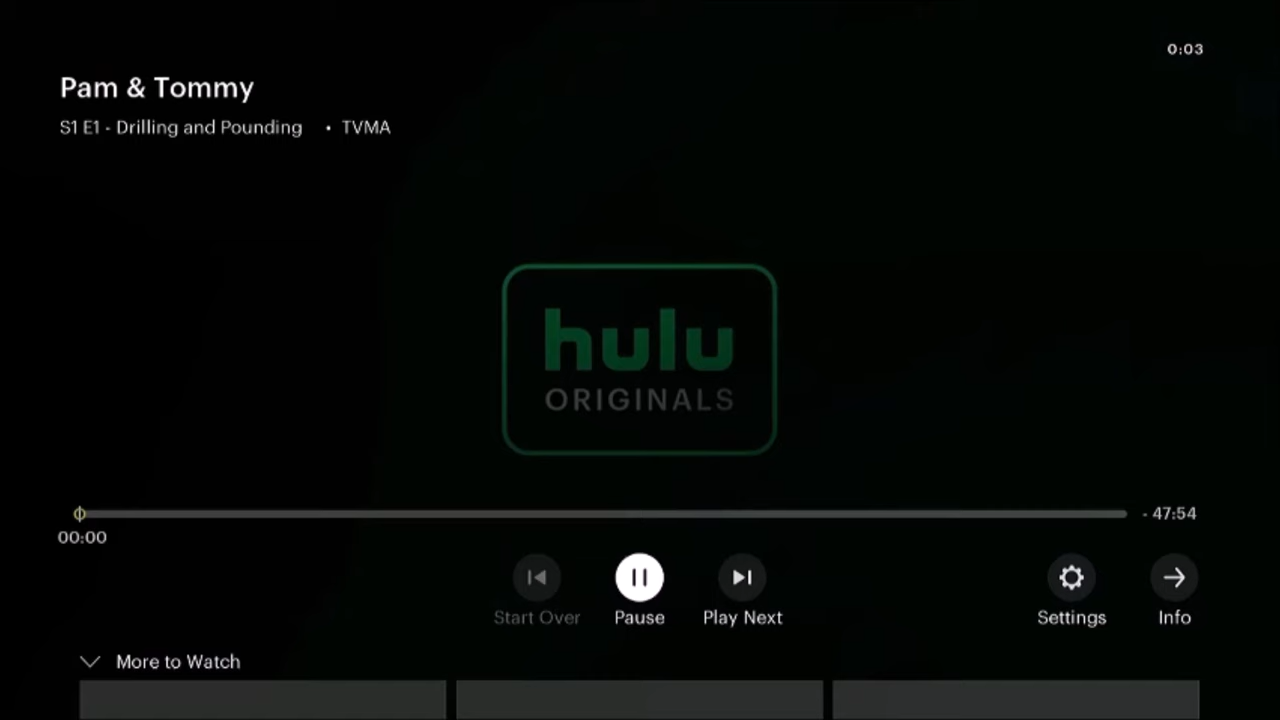 0:03
Pam & Tommy
S1 E1 - Drilling and Pounding • TVMA
hulu
ORIGINALS
- 47:54
00:00
Start Over
Pause
Play Next
Settings
Info
More to Watch